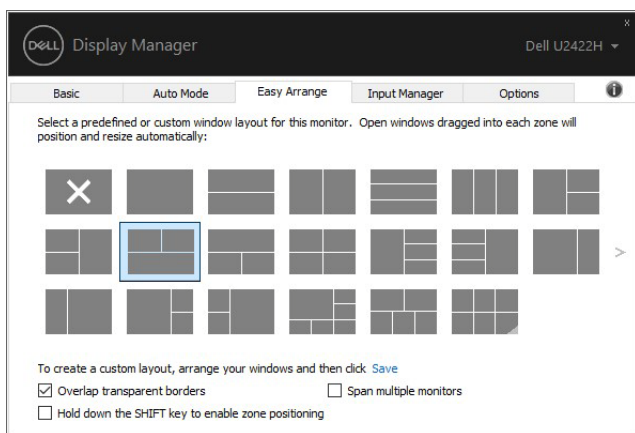 x
DELL Display Manager Dell U2422H
Basic Auto Mode Easy Arrange Input Manager Options i
Select a predefined or custom window layout for this monitor. Open windows dragged into each zone will
position and resize automatically:
>
To create a custom layout, arrange your windows and then click Save
Overlap transparent borders Span multiple monitors
Hold down the SHIFT key to enable zone positioning